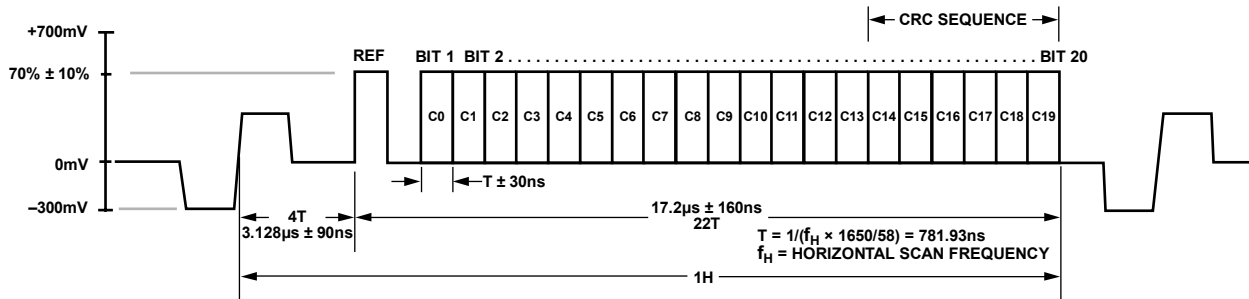 CRC SEQUENCE
+700mV
REF
BIT 1 BIT 2 . . . . . . . . . . . . . . . . . . . . . . . . . . . . . . . . . . . . . . . . . . . . . . . . . . . . . . . . . . . . BIT 20
70% ± 10%
C0 C1 C2 C3 C4 C5 C6 C7 C8 C9 C10 C11 C12 C13 C14 C15 C16 C17 C18 C19
0mV
T ± 30ns
–300mV
4T
3.128µs ± 90ns
17.2µs ± 160ns
22T
T = 1/(fH × 1650/58) = 781.93ns
fH = HORIZONTAL SCAN FREQUENCY
1H